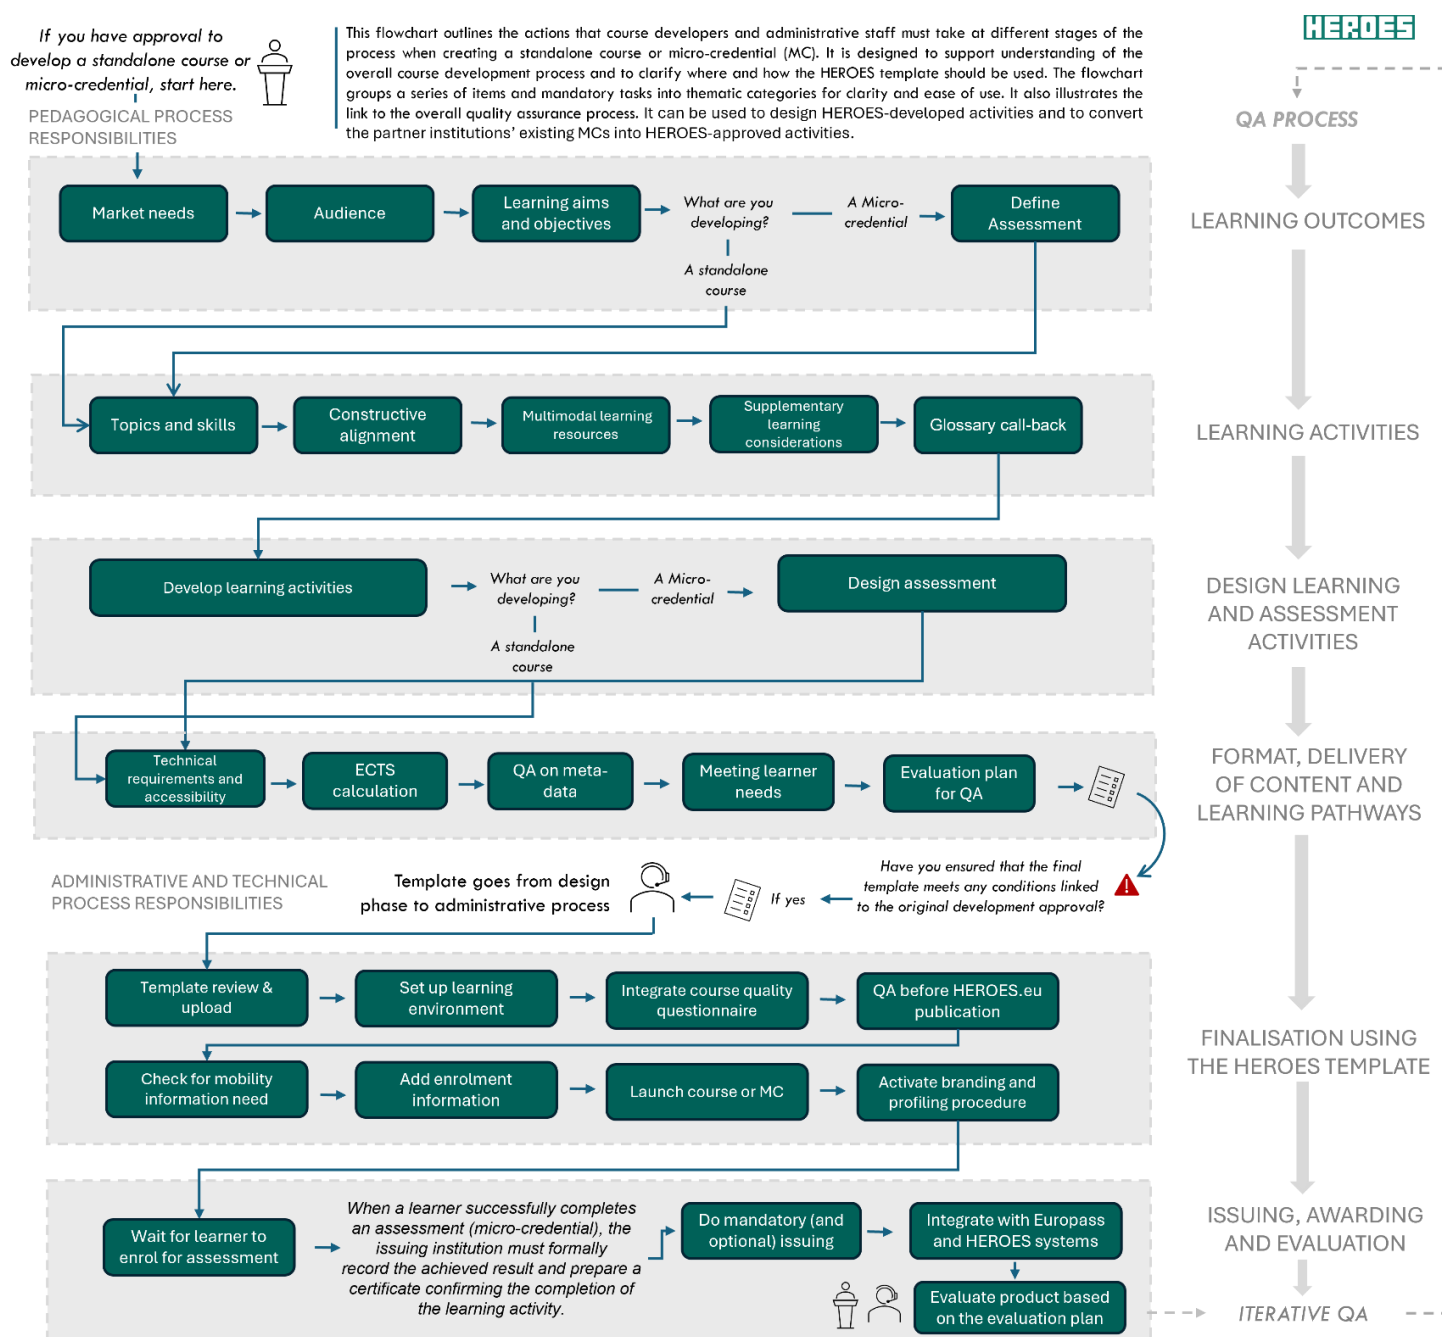 If you have approval to
develop a standalone course or
micro-credential, start here.
This flowchart outlines the actions that course developers and administrative staff must take at different stages of the
process when creating a standalone course or micro-credential (MC). It is designed to support understanding of the
overall course development process and to clarify where and how the HEROES template should be used. The flowchart
groups a series of items and mandatory tasks into thematic categories for clarity and ease of use. It also illustrates the
link to the overall quality assurance process. It can be used to design HEROES-developed activities and to convert
the partner institutions' existing MCs into HEROES-approved activities.
HEROES
QA PROCESS
PEDAGOGICAL PROCESS
RESPONSIBILITIES
Market needs
Audience
Learning aims
and objectives
What are you
developing?
A Micro-
credential
Define
Assessment
A standalone
course
LEARNING OUTCOMES
Topics and skills
Constructive
alignment
Multimodal learning
resources
Supplementary
learning
considerations
Glossary call-back
LEARNING ACTIVITIES
Develop learning activities
What are you
developing?
A Micro-
credential
Design assessment
A standalone
course
DESIGN LEARNING
AND ASSESSMENT
ACTIVITIES
Technical
requirements and
accessibility
ECTS
calculation
QA on meta-
data
Meeting learner
needs
Evaluation plan
for QA
FORMAT, DELIVERY
OF CONTENT AND
LEARNING PATHWAYS
ADMINISTRATIVE AND TECHNICAL
PROCESS RESPONSIBILITIES
Template goes from design
phase to administrative process
If yes
Have you ensured that the final
template meets any conditions linked
to the original development approval?
Template review &
upload
Set up learning
environment
Integrate course quality
questionnaire
QA before HEROES.eu
publication
Check for mobility
information need
Add enrolment
information
Launch course or MC
Activate branding and
profiling procedure
FINALISATION USING
THE HEROES TEMPLATE
Wait for learner to
enrol for assessment
When a learner successfully completes
an assessment (micro-credential), the
issuing institution must formally
record the achieved result and prepare a
certificate confirming the completion of
the learning activity.
Do mandatory (and
optional) issuing
Integrate with Europass
and HEROES systems
Evaluate product based
on the evaluation plan
ISSUING, AWARDING
AND EVALUATION
ITERATIVE QA